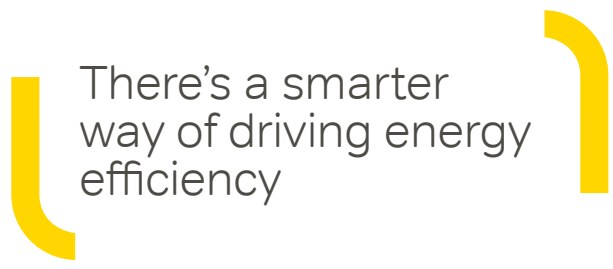 There’s a smarter
way of driving energy
efficiency